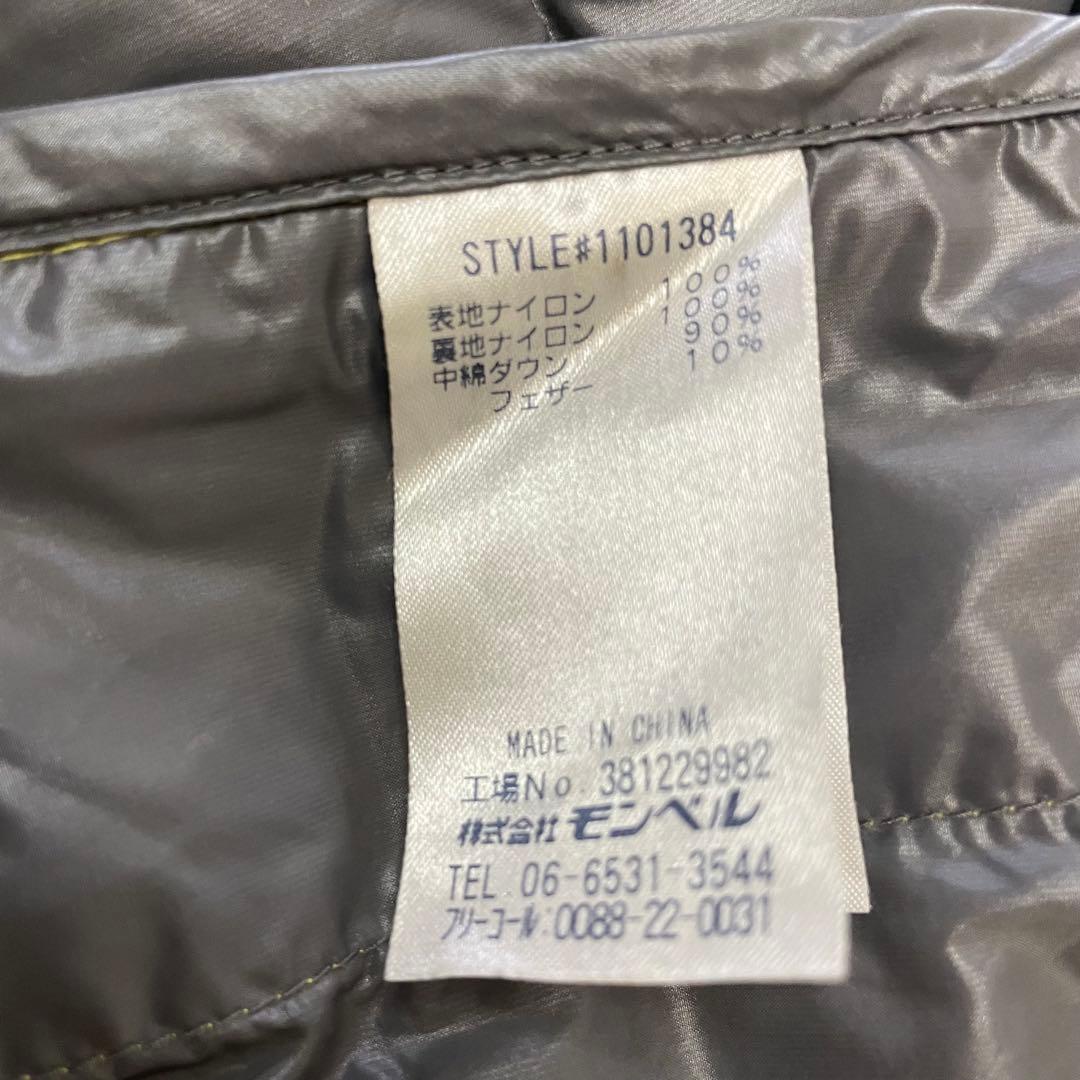 STYLE#1101384
表地ナイロン 100%
裏地ナイロン 100%
中綿ダウン 90%
フェザー 10%
MADE IN CHINA
工場No.381229982
株式会社 モンベル
TEL 06-6531-3544
フリーコール:0088-22-0031